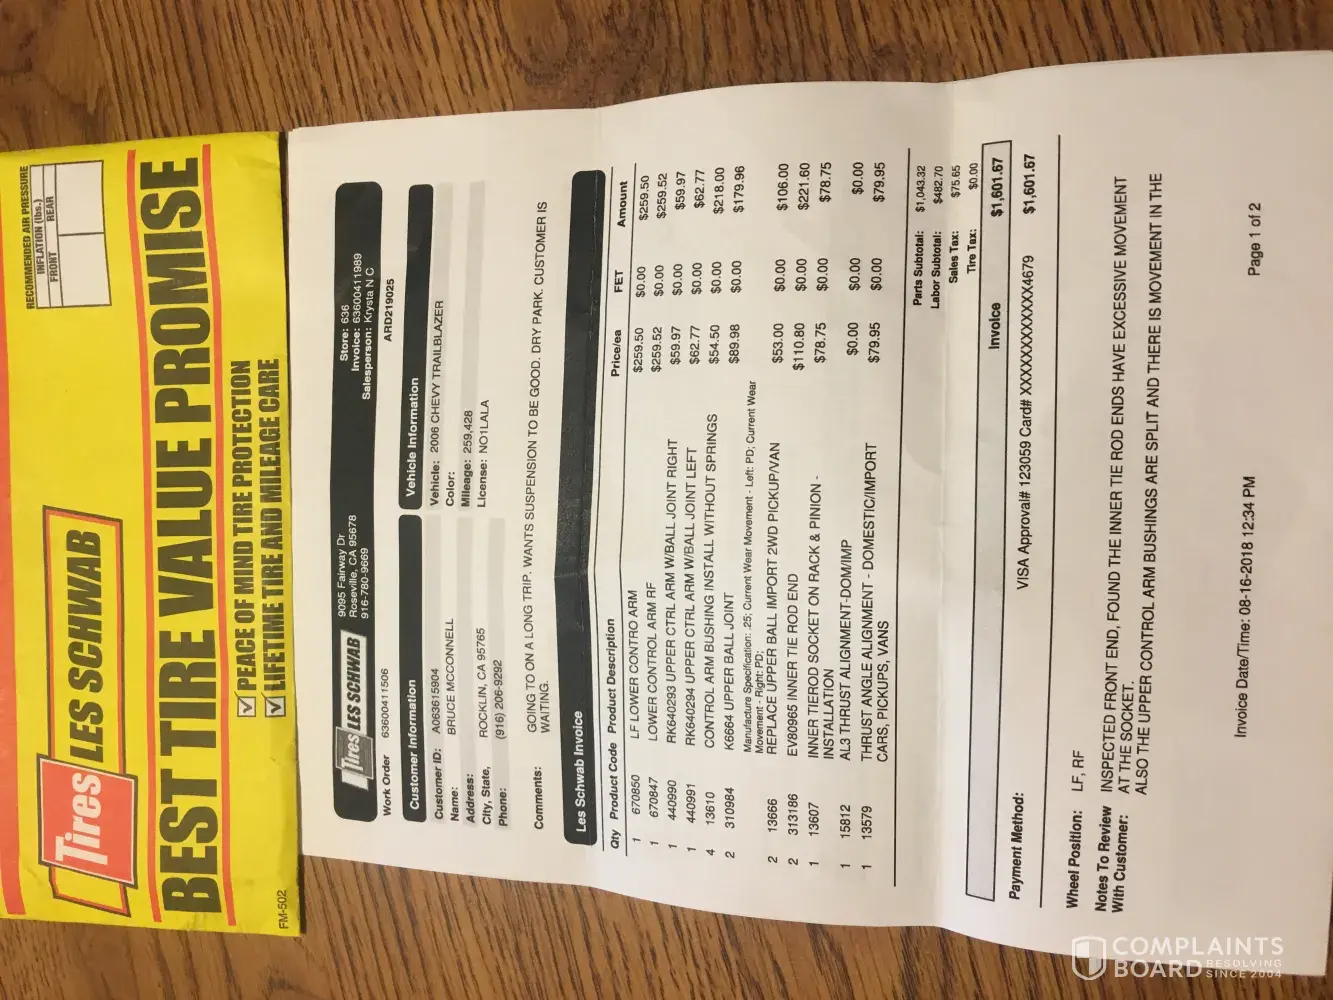 RECOMMENDED AIR PRESSURE
INFLATION (lbs.)
FRONT REAR
Tires LES SCHWAB
BEST TIRE VALUE PROMISE
PEACE OF MIND TIRE PROTECTION
LIFETIME TIRE AND MILEAGE CARE
FM-502
Tires LES SCHWAB
9095 Fairway Dr
Roseville, CA 95678
916-780-9669
Store: 636
Invoice: 63600411989
Salesperson: Krysta N C
Work Order 63600411506 ARD219025
Customer Information Vehicle Information
Customer ID: A063615904 Vehicle: 2006 CHEVY TRAILBLAZER
Name: BRUCE MCCONNELL Color:
Address: Mileage: 259,428
City, State, ROCKLIN, CA 95765 License: NO1LALA
Phone: (916) 206-9292
Comments: GOING TO ON A LONG TRIP. WANTS SUSPENSION TO BE GOOD. DRY PARK. CUSTOMER IS
WAITING.
Les Schwab Invoice
Qty Product Code Product Description Price/ea FET Amount
1 670850 LF LOWER CONTRO ARM $259.50 $0.00 $259.50
1 670847 LOWER CONTROL ARM RF $259.52 $0.00 $259.52
1 440990 RK640293 UPPER CTRL ARM W/BALL JOINT RIGHT $59.97 $0.00 $59.97
1 440991 RK640294 UPPER CTRL ARM W/BALL JOINT LEFT $62.77 $0.00 $62.77
4 13610 CONTROL ARM BUSHING INSTALL WITHOUT SPRINGS $54.50 $0.00 $218.00
2 310984 K6664 UPPER BALL JOINT $89.98 $0.00 $179.96
Manufacture Specification: .25; Current Wear Movement - Left: PD; Current Wear
Movement - Right: PD;
2 13666 REPLACE UPPER BALL IMPORT 2WD PICKUP/VAN $53.00 $0.00 $106.00
2 313186 EV80965 INNER TIE ROD END $110.80 $0.00 $221.60
1 13607 INNER TIEROD SOCKET ON RACK & PINION - $78.75 $0.00 $78.75
INSTALLATION
1 15812 AL3 THRUST ALIGNMENT-DOM/IMP $0.00 $0.00 $0.00
1 13579 THRUST ANGLE ALIGNMENT - DOMESTIC/IMPORT $79.95 $0.00 $79.95
CARS, PICKUPS, VANS
Parts Subtotal: $1,043.32
Labor Subtotal: $482.70
Sales Tax: $75.65
Tire Tax: $0.00
Invoice $1,601.67
Payment Method: VISA Approval# 123059 Card# XXXXXXXXXXXX4679 $1,601.67
Wheel Position: LF, RF
Notes To Review INSPECTED FRONT END, FOUND THE INNER TIE ROD ENDS HAVE EXCESSIVE MOVEMENT
With Customer: AT THE SOCKET.
ALSO THE UPPER CONTROL ARM BUSHINGS ARE SPLIT AND THERE IS MOVEMENT IN THE
Invoice Date/Time: 08-16-2018 12:34 PM Page 1 of 2
COMPLAINTS
BOARD RESOLVING
SINCE 2004